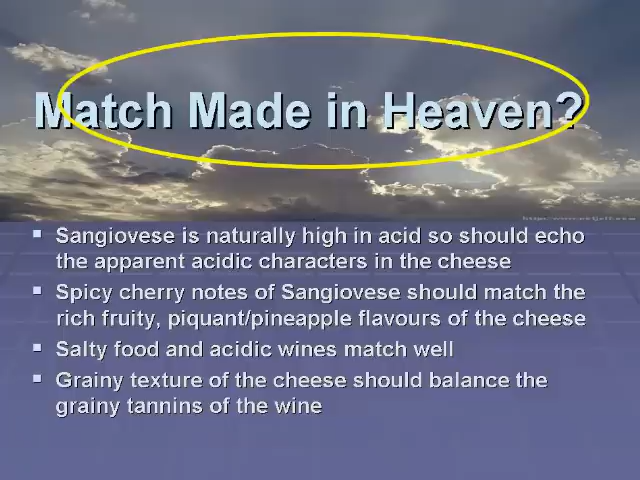 Match Made in Heaven?
Sangiovese is naturally high in acid so should echo
the apparent acidic characters in the cheese
Spicy cherry notes of Sangiovese should match the
rich fruity, piquant/pineapple flavours of the cheese
Salty food and acidic wines match well
Grainy texture of the cheese should balance the
grainy tannins of the wine